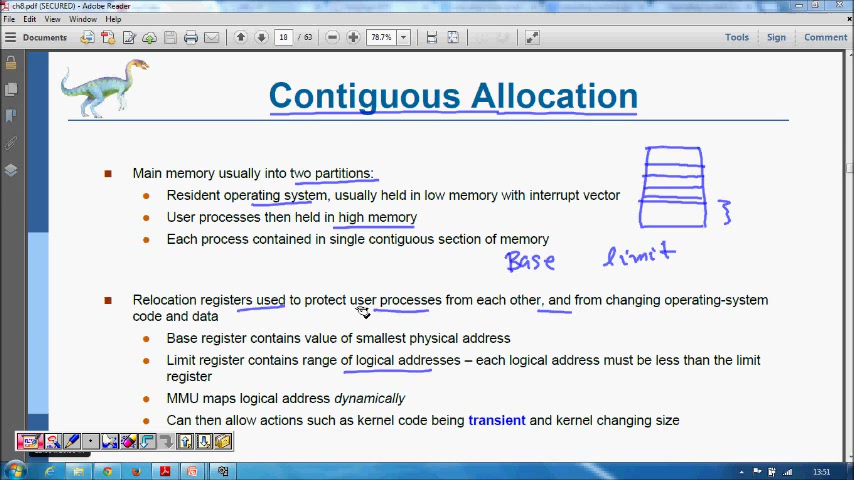 ch8.pdf (SECURED) - Adobe Reader
File Edit View Window Help
Documents 18 / 63 78.7% Tools Sign Comment
Contiguous Allocation
Main memory usually into two partitions:
Resident operating system, usually held in low memory with interrupt vector
User processes then held in high memory
Each process contained in single contiguous section of memory
Base limit
Relocation registers used to protect user processes from each other, and from changing operating-system
code and data
Base register contains value of smallest physical address
Limit register contains range of logical addresses – each logical address must be less than the limit
register
MMU maps logical address dynamically
Can then allow actions such as kernel code being transient and kernel changing size
13:51